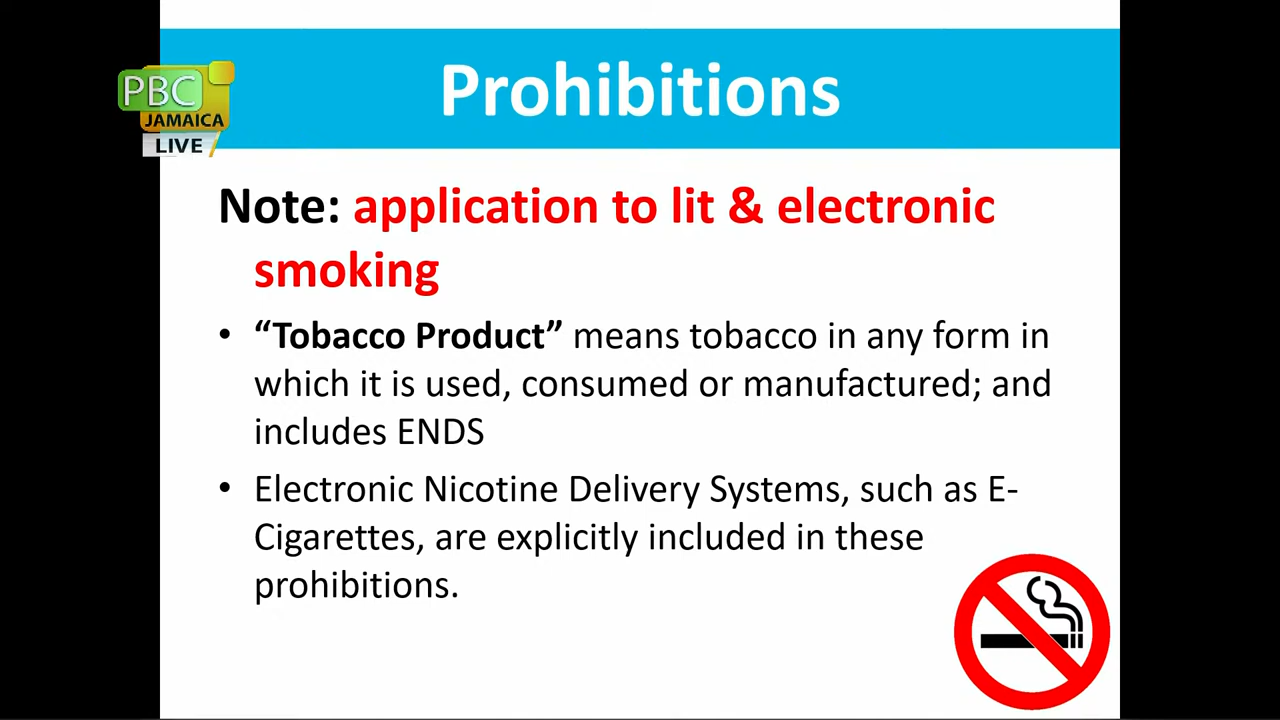 Prohibitions
PBC
JAMAICA
LIVE
Note: application to lit & electronic
smoking
• “Tobacco Product” means tobacco in any form in
which it is used, consumed or manufactured; and
includes ENDS
• Electronic Nicotine Delivery Systems, such as E-
Cigarettes, are explicitly included in these
prohibitions.